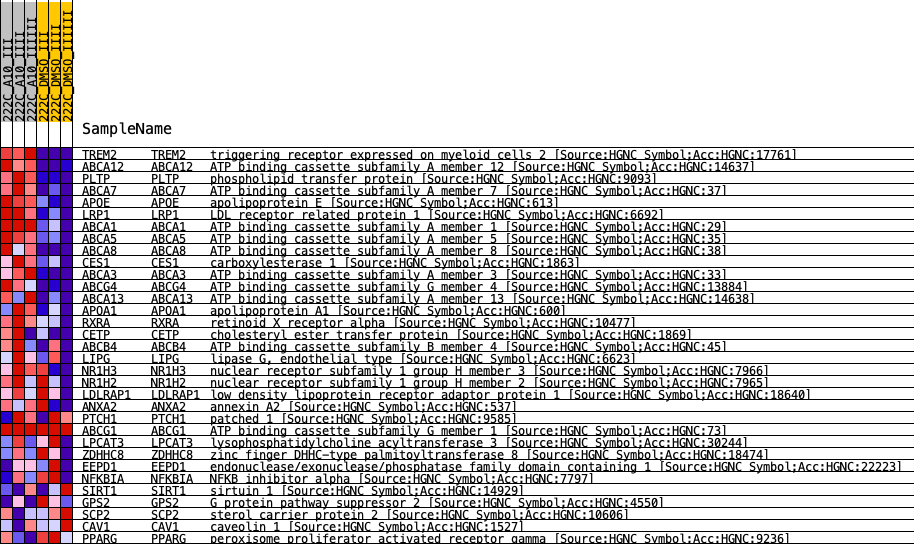 222C_A10_III
222C_A10_IIII
222C_A10_IIIIII
222C_DMSO_III
222C_DMSO_IIII
222C_DMSO_IIIIII
SampleName
TREM2 TREM2 triggering receptor expressed on myeloid cells 2 [Source:HGNC Symbol;Acc:HGNC:17761]
ABCA12 ABCA12 ATP binding cassette subfamily A member 12 [Source:HGNC Symbol;Acc:HGNC:14637]
PLTP PLTP phospholipid transfer protein [Source:HGNC Symbol;Acc:HGNC:9093]
ABCA7 ABCA7 ATP binding cassette subfamily A member 7 [Source:HGNC Symbol;Acc:HGNC:37]
APOE APOE apolipoprotein E [Source:HGNC Symbol;Acc:HGNC:613]
LRP1 LRP1 LDL receptor related protein 1 [Source:HGNC Symbol;Acc:HGNC:6692]
ABCA1 ABCA1 ATP binding cassette subfamily A member 1 [Source:HGNC Symbol;Acc:HGNC:29]
ABCA5 ABCA5 ATP binding cassette subfamily A member 5 [Source:HGNC Symbol;Acc:HGNC:35]
ABCA8 ABCA8 ATP binding cassette subfamily A member 8 [Source:HGNC Symbol;Acc:HGNC:38]
CES1 CES1 carboxylesterase 1 [Source:HGNC Symbol;Acc:HGNC:1863]
ABCA3 ABCA3 ATP binding cassette subfamily A member 3 [Source:HGNC Symbol;Acc:HGNC:33]
ABCG4 ABCG4 ATP binding cassette subfamily G member 4 [Source:HGNC Symbol;Acc:HGNC:13884]
ABCA13 ABCA13 ATP binding cassette subfamily A member 13 [Source:HGNC Symbol;Acc:HGNC:14638]
APOA1 APOA1 apolipoprotein A1 [Source:HGNC Symbol;Acc:HGNC:600]
RXRA RXRA retinoid X receptor alpha [Source:HGNC Symbol;Acc:HGNC:10477]
CETP CETP cholesteryl ester transfer protein [Source:HGNC Symbol;Acc:HGNC:1869]
ABCB4 ABCB4 ATP binding cassette subfamily B member 4 [Source:HGNC Symbol;Acc:HGNC:45]
LIPG LIPG lipase G, endothelial type [Source:HGNC Symbol;Acc:HGNC:6623]
NR1H3 NR1H3 nuclear receptor subfamily 1 group H member 3 [Source:HGNC Symbol;Acc:HGNC:7966]
NR1H2 NR1H2 nuclear receptor subfamily 1 group H member 2 [Source:HGNC Symbol;Acc:HGNC:7965]
LDLRAP1 LDLRAP1 low density lipoprotein receptor adaptor protein 1 [Source:HGNC Symbol;Acc:HGNC:18640]
ANXA2 ANXA2 annexin A2 [Source:HGNC Symbol;Acc:HGNC:537]
PTCH1 PTCH1 patched 1 [Source:HGNC Symbol;Acc:HGNC:9585]
ABCG1 ABCG1 ATP binding cassette subfamily G member 1 [Source:HGNC Symbol;Acc:HGNC:73]
LPCAT3 LPCAT3 lysophosphatidylcholine acyltransferase 3 [Source:HGNC Symbol;Acc:HGNC:30244]
ZDHHC8 ZDHHC8 zinc finger DHHC-type palmitoyltransferase 8 [Source:HGNC Symbol;Acc:HGNC:18474]
EEPD1 EEPD1 endonuclease/exonuclease/phosphatase family domain containing 1 [Source:HGNC Symbol;Acc:HGNC:22223]
NFKBIA NFKBIA NFKB inhibitor alpha [Source:HGNC Symbol;Acc:HGNC:7797]
SIRT1 SIRT1 sirtuin 1 [Source:HGNC Symbol;Acc:HGNC:14929]
GPS2 GPS2 G protein pathway suppressor 2 [Source:HGNC Symbol;Acc:HGNC:4550]
SCP2 SCP2 sterol carrier protein 2 [Source:HGNC Symbol;Acc:HGNC:10606]
CAV1 CAV1 caveolin 1 [Source:HGNC Symbol;Acc:HGNC:1527]
PPARG PPARG peroxisome proliferator activated receptor gamma [Source:HGNC Symbol;Acc:HGNC:9236]